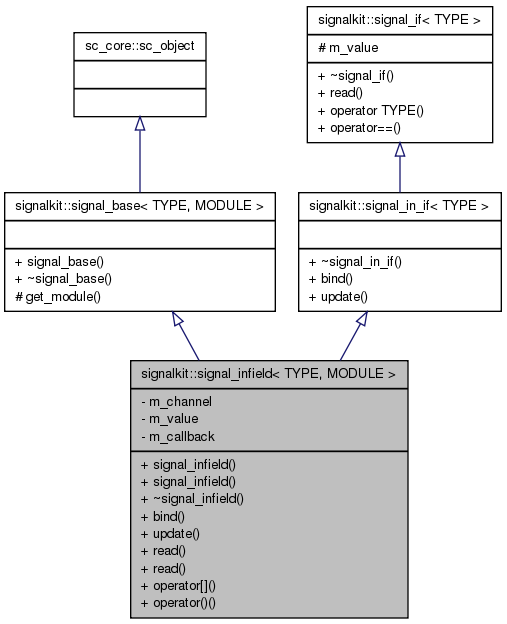 sc_core::sc_object
signalkit::signal_if< TYPE >
# m_value
+ ~signal_if()
+ read()
+ operator TYPE()
+ operator==()
signalkit::signal_base< TYPE, MODULE >
+ signal_base()
+ ~signal_base()
# get_module()
signalkit::signal_in_if< TYPE >
+ ~signal_in_if()
+ bind()
+ update()
signalkit::signal_infield< TYPE, MODULE >
- m_channel
- m_value
- m_callback
+ signal_infield()
+ signal_infield()
+ ~signal_infield()
+ bind()
+ update()
+ read()
+ read()
+ operator[]()
+ operator()()